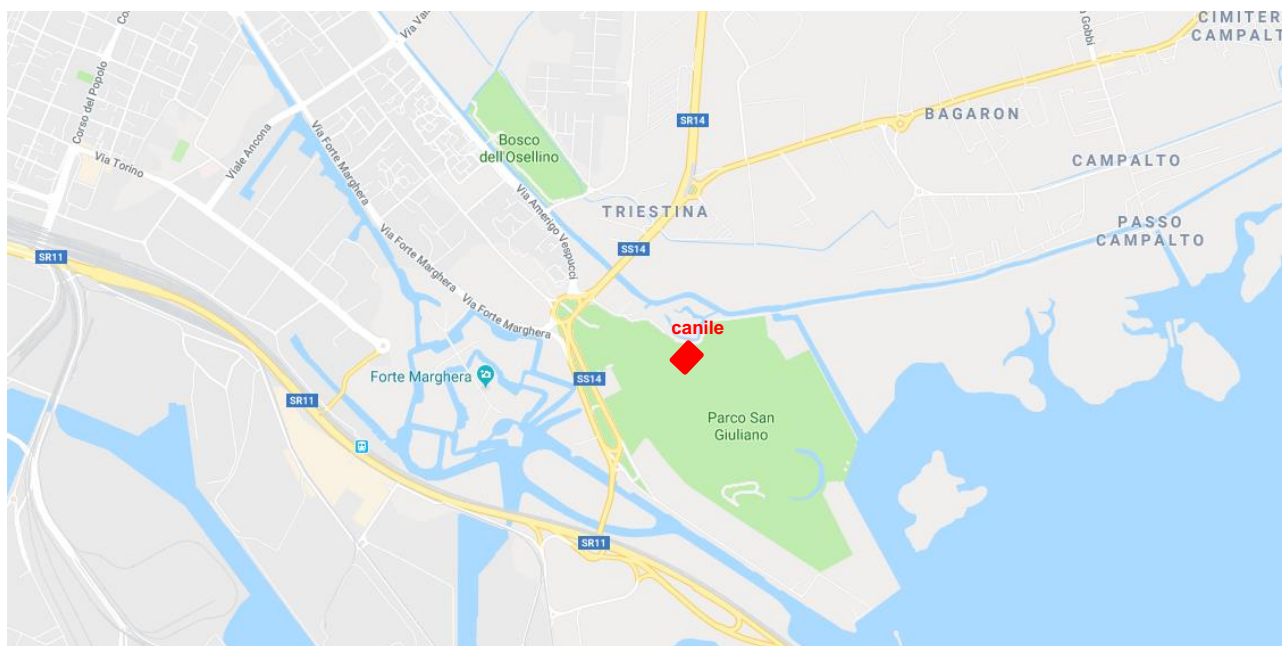 CIMITER
CAMPALT
Corso del Popolo
Via Torino
Viale Ancona
Via Forte Marghera
Bosco
dell'Osellino
SR14
BAGARON
CAMPALTO
TRIESTINA
PASSO
CAMPALTO
Via Amerigo Vespucci
SS14
SR11
Via Forte Marghera
Via Forte Marghera
canile
Forte Marghera
SS14
SR11
Parco San
Giuliano
SR11